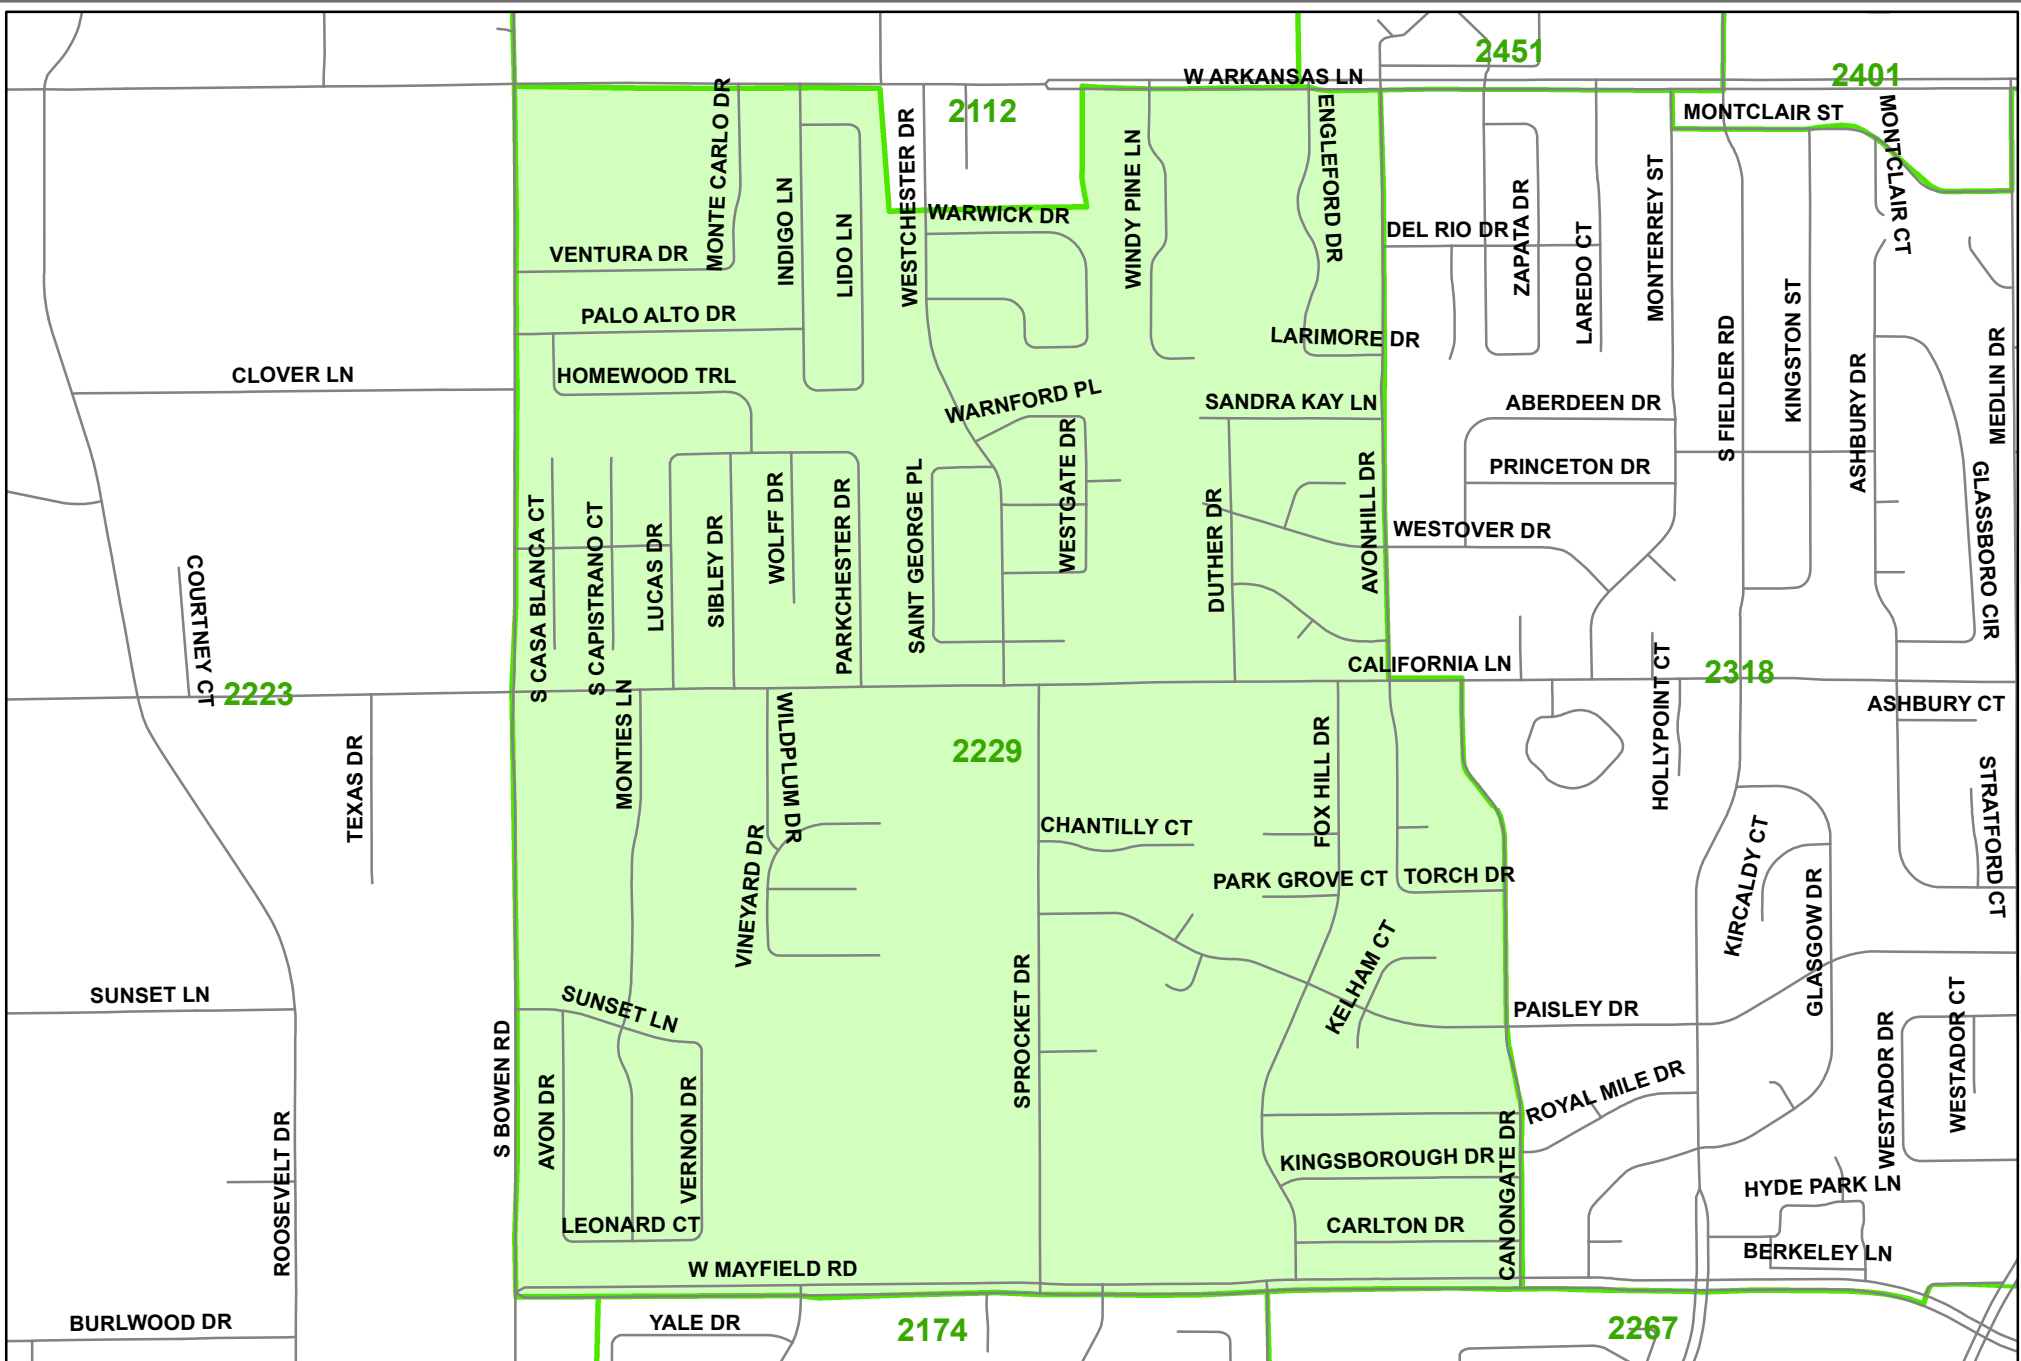 2451
W ARKANSAS LN
2401
2112
MONTCLAIR ST
MONTE CARLO DR
WESTCHESTER DR
ENGLEFORD DR
MONTCLAIR CT
WINDY PINE LN
INDIGO LN
LIDO LN
WARWICK DR
DEL RIO DR
ZAPATA DR
LAREDO CT
MONTERREY ST
VENTURA DR
PALO ALTO DR
LARIMORE DR
S FIELDER RD
KINGSTON ST
MEDLIN DR
CLOVER LN
HOMEWOOD TRL
WARNFORD PL
SANDRA KAY LN
ABERDEEN DR
ASHBURY DR
WESTGATE DR
PRINCETON DR
GLASSBORO CIR
S CASA BLANCA CT
S CAPISTRANO CT
LUCAS DR
SIBLEY DR
WOLFF DR
PARKCHESTER DR
SAINT GEORGE PL
DUTHER DR
AVONHILL DR
WESTOVER DR
COURTNEY CT
CALIFORNIA LN
2223
2318
HOLLYPOINT CT
ASHBURY CT
MONTIES LN
WILDPLUM DR
2229
FOX HILL DR
TEXAS DR
STRATFORD CT
CHANTILLY CT
VINEYARD DR
KIRCALDY CT
PARK GROVE CT
TORCH DR
GLASGOW DR
KELHAM CT
SUNSET LN
SUNSET LN
SPROCKET DR
PAISLEY DR
WESTADOR DR
WESTADOR CT
S BOWEN RD
AVON DR
VERNON DR
ROYAL MILE DR
ROOSEVELT DR
KINGSBOROUGH DR
CANONGATE DR
HYDE PARK LN
LEONARD CT
CARLTON DR
BERKELEY LN
W MAYFIELD RD
BURLWOOD DR
YALE DR
2174
2267